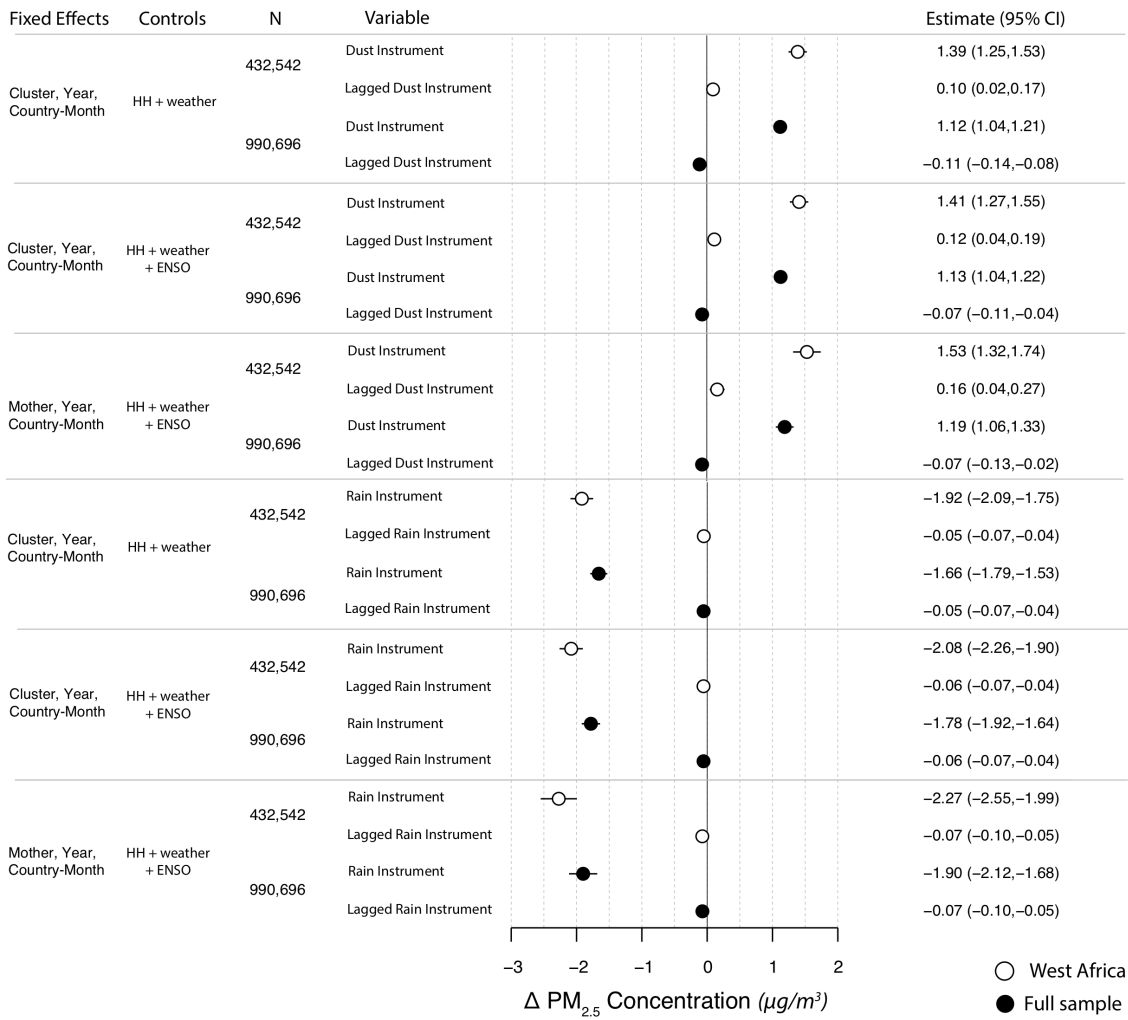 Fixed Effects Controls N Variable Estimate (95% CI)
Dust Instrument 1.39 (1.25,1.53)
432,542
Lagged Dust Instrument 0.10 (0.02,0.17)
Cluster, Year,
Country-Month
HH + weather
Dust Instrument 1.12 (1.04,1.21)
990,696
Lagged Dust Instrument −0.11 (−0.14,−0.08)
Dust Instrument 1.41 (1.27,1.55)
432,542
Lagged Dust Instrument 0.12 (0.04,0.19)
Cluster, Year,
Country-Month
HH + weather
+ ENSO
Dust Instrument 1.13 (1.04,1.22)
990,696
Lagged Dust Instrument −0.07 (−0.11,−0.04)
Dust Instrument 1.53 (1.32,1.74)
432,542
Lagged Dust Instrument 0.16 (0.04,0.27)
Mother, Year,
Country-Month
HH + weather
+ ENSO
Dust Instrument 1.19 (1.06,1.33)
990,696
Lagged Dust Instrument −0.07 (−0.13,−0.02)
Rain Instrument −1.92 (−2.09,−1.75)
432,542
Lagged Rain Instrument −0.05 (−0.07,−0.04)
Cluster, Year,
Country-Month
HH + weather
Rain Instrument −1.66 (−1.79,−1.53)
990,696
Lagged Rain Instrument −0.05 (−0.07,−0.04)
Rain Instrument −2.08 (−2.26,−1.90)
432,542
Lagged Rain Instrument −0.06 (−0.07,−0.04)
Cluster, Year,
Country-Month
HH + weather
+ ENSO
Rain Instrument −1.78 (−1.92,−1.64)
990,696
Lagged Rain Instrument −0.06 (−0.07,−0.04)
Rain Instrument −2.27 (−2.55,−1.99)
432,542
Lagged Rain Instrument −0.07 (−0.10,−0.05)
Mother, Year,
Country-Month
HH + weather
+ ENSO
Rain Instrument −1.90 (−2.12,−1.68)
990,696
Lagged Rain Instrument −0.07 (−0.10,−0.05)
−3 −2 −1 0 1 2
Δ PM2.5 Concentration (μg/m³)
West Africa
Full sample